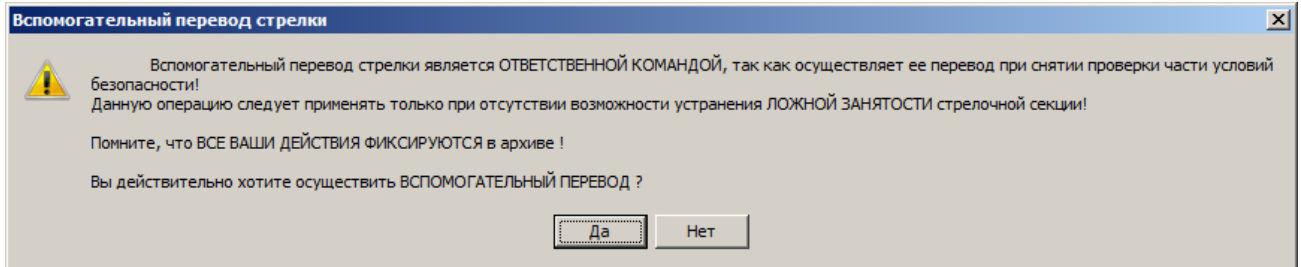 Вспомогательный перевод стрелки
Вспомогательный перевод стрелки является ОТВЕТСТВЕННОЙ КОМАНДОЙ, так как осуществляет ее перевод при снятии проверки части условий
безопасности!
Данную операцию следует применять только при отсутствии возможности устранения ЛОЖНОЙ ЗАНЯТОСТИ стрелочной секции!
Помните, что ВСЕ ВАШИ ДЕЙСТВИЯ ФИКСИРУЮТСЯ в архиве !
Вы действительно хотите осуществить ВСПОМОГАТЕЛЬНЫЙ ПЕРЕВОД ?
Да Нет